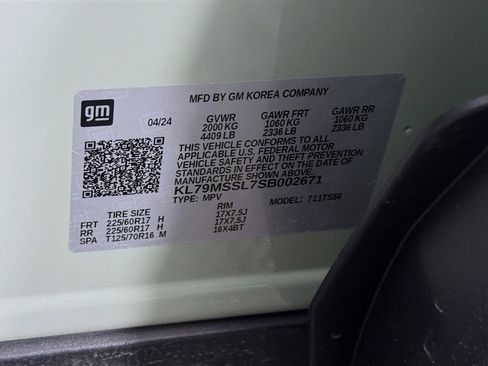 gm
MFD BY GM KOREA COMPANY
04/24 GVWR GAWR FRT GAWR RR
2000 KG 1060 KG 1060 KG
4409 LB 2336 LB 2336 LB
THIS VEHICLE CONFORMS TO ALL
APPLICABLE U.S. FEDERAL MOTOR
VEHICLE SAFETY AND THEFT PREVENTION
STANDARDS IN EFFECT ON THE DATE OF
MANUFACTURE SHOWN ABOVE.
KL79MSSL7SB002671
TYPE: MPV MODEL: 711TS56
TIRE SIZE RIM
FRT 225/60R17 H 17X7.5J
RR 225/60R17 H 17X7.5J
SPA T125/70R16 M 16X4BT